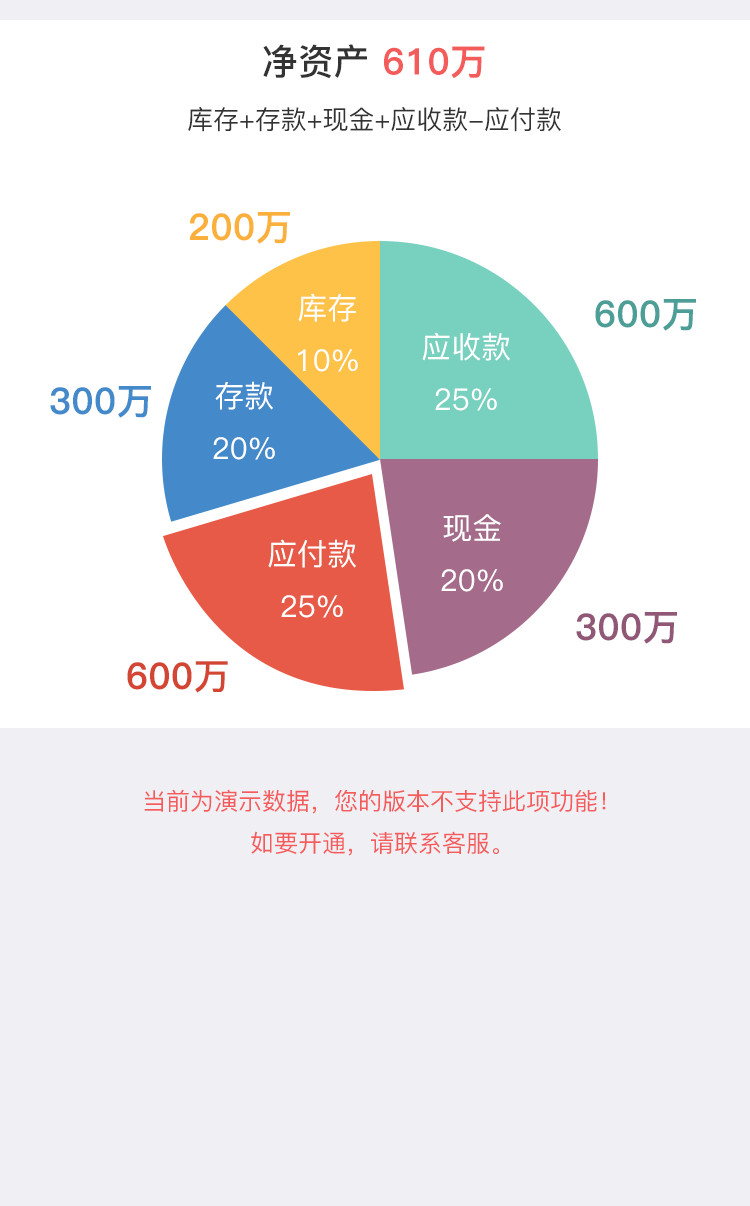 净资产 610万
库存+存款+现金+应收款-应付款
200万
600万
库存
10%
应收款
25%
300万
存款
20%
现金
20%
应付款
25%
300万
600万
当前为演示数据，您的版本不支持此项功能！
如要开通，请联系客服。